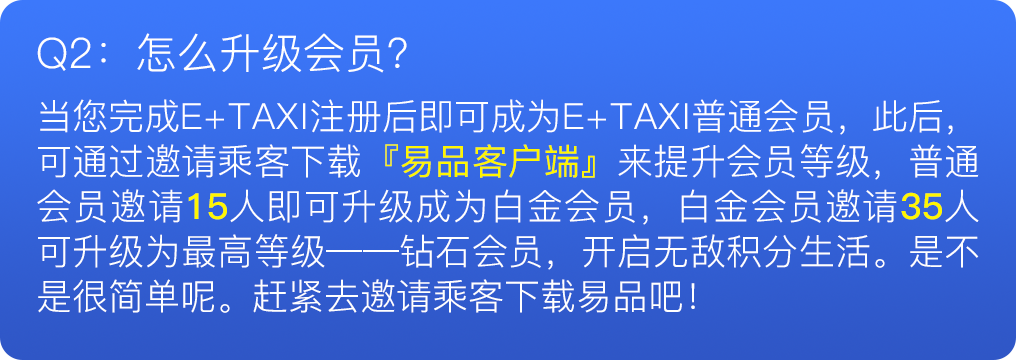 Q2：怎么升级会员？
当您完成E+TAXI注册后即可成为E+TAXI普通会员，此后，
可通过邀请乘客下载『易品客户端』来提升会员等级，普通
会员邀请15人即可升级成为白金会员，白金会员邀请35人
可升级为最高等级——钻石会员，开启无敌积分生活。是不
是很简单呢。赶紧去邀请乘客下载易品吧！